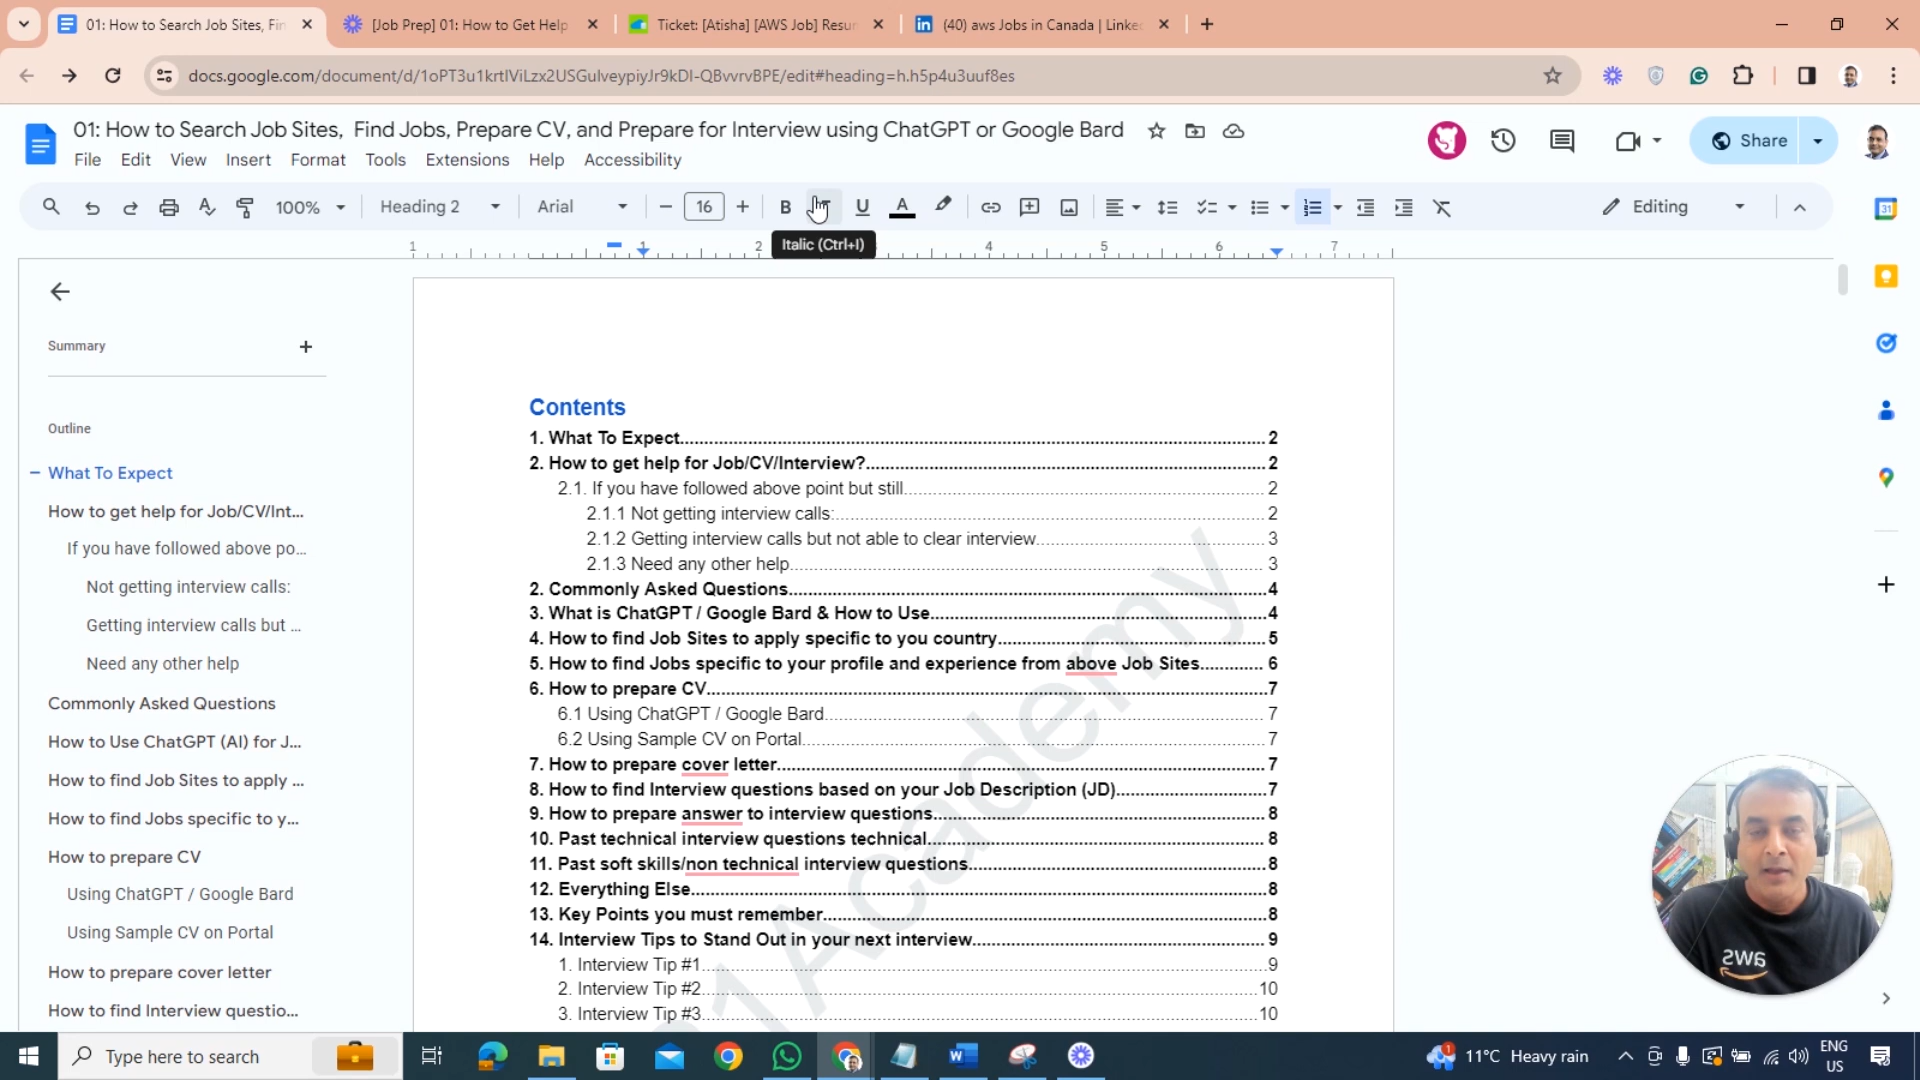 01: How to Search Job Sites, Fin
[Job Prep] 01: How to Get Help
Ticket: [Atisha] [AWS Job] Resu
(40) aws Jobs in Canada | Linke
docs.google.com/document/d/1oPT3u1krtIViLzx2USGulveypiyJr9kDI-QBvvrvBPE/edit#heading=h.h5p4u3uuf8es
01: How to Search Job Sites,  Find Jobs, Prepare CV, and Prepare for Interview using ChatGPT or Google Bard
File Edit View Insert Format Tools Extensions Help Accessibility
Share
100% Heading 2 Arial 16 B U A Editing
Italic (Ctrl+I)
1 1 2 4 5 6 7
Summary
Outline
What To Expect
How to get help for Job/CV/Int...
If you have followed above po...
Not getting interview calls:
Getting interview calls but ...
Need any other help
Commonly Asked Questions
How to Use ChatGPT (AI) for J...
How to find Job Sites to apply ...
How to find Jobs specific to y...
How to prepare CV
Using ChatGPT / Google Bard
Using Sample CV on Portal
How to prepare cover letter
How to find Interview questio...
Contents
1. What To Expect 2
2. How to get help for Job/CV/Interview? 2
2.1. If you have followed above point but still 2
2.1.1 Not getting interview calls: 2
2.1.2 Getting interview calls but not able to clear interview 3
2.1.3 Need any other help 3
2. Commonly Asked Questions 4
3. What is ChatGPT / Google Bard & How to Use 4
4. How to find Job Sites to apply specific to you country 5
5. How to find Jobs specific to your profile and experience from above Job Sites 6
6. How to prepare CV 7
6.1 Using ChatGPT / Google Bard 7
6.2 Using Sample CV on Portal 7
7. How to prepare cover letter 7
8. How to find Interview questions based on your Job Description (JD) 7
9. How to prepare answer to interview questions 8
10. Past technical interview questions technical 8
11. Past soft skills/non technical interview questions 8
12. Everything Else 8
13. Key Points you must remember 8
14. Interview Tips to Stand Out in your next interview 9
1. Interview Tip #1 9
2. Interview Tip #2 10
3. Interview Tip #3 10
1Academy
31
aws
Type here to search
11°C Heavy rain
ENG
US